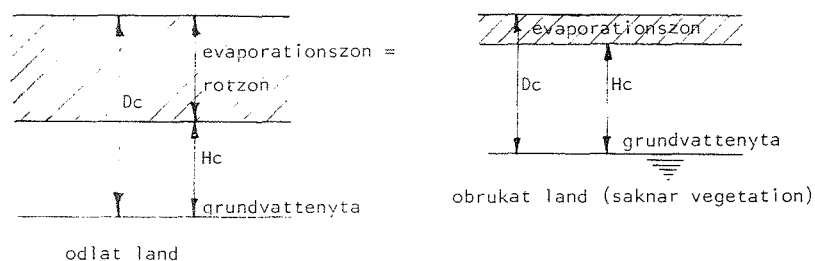 evaporationszon =
rotzon
Dc
Hc
grundvattenyta
odlat land
evaporationszon
Dc
Hc
grundvattenyta
obrukat land (saknar vegetation)